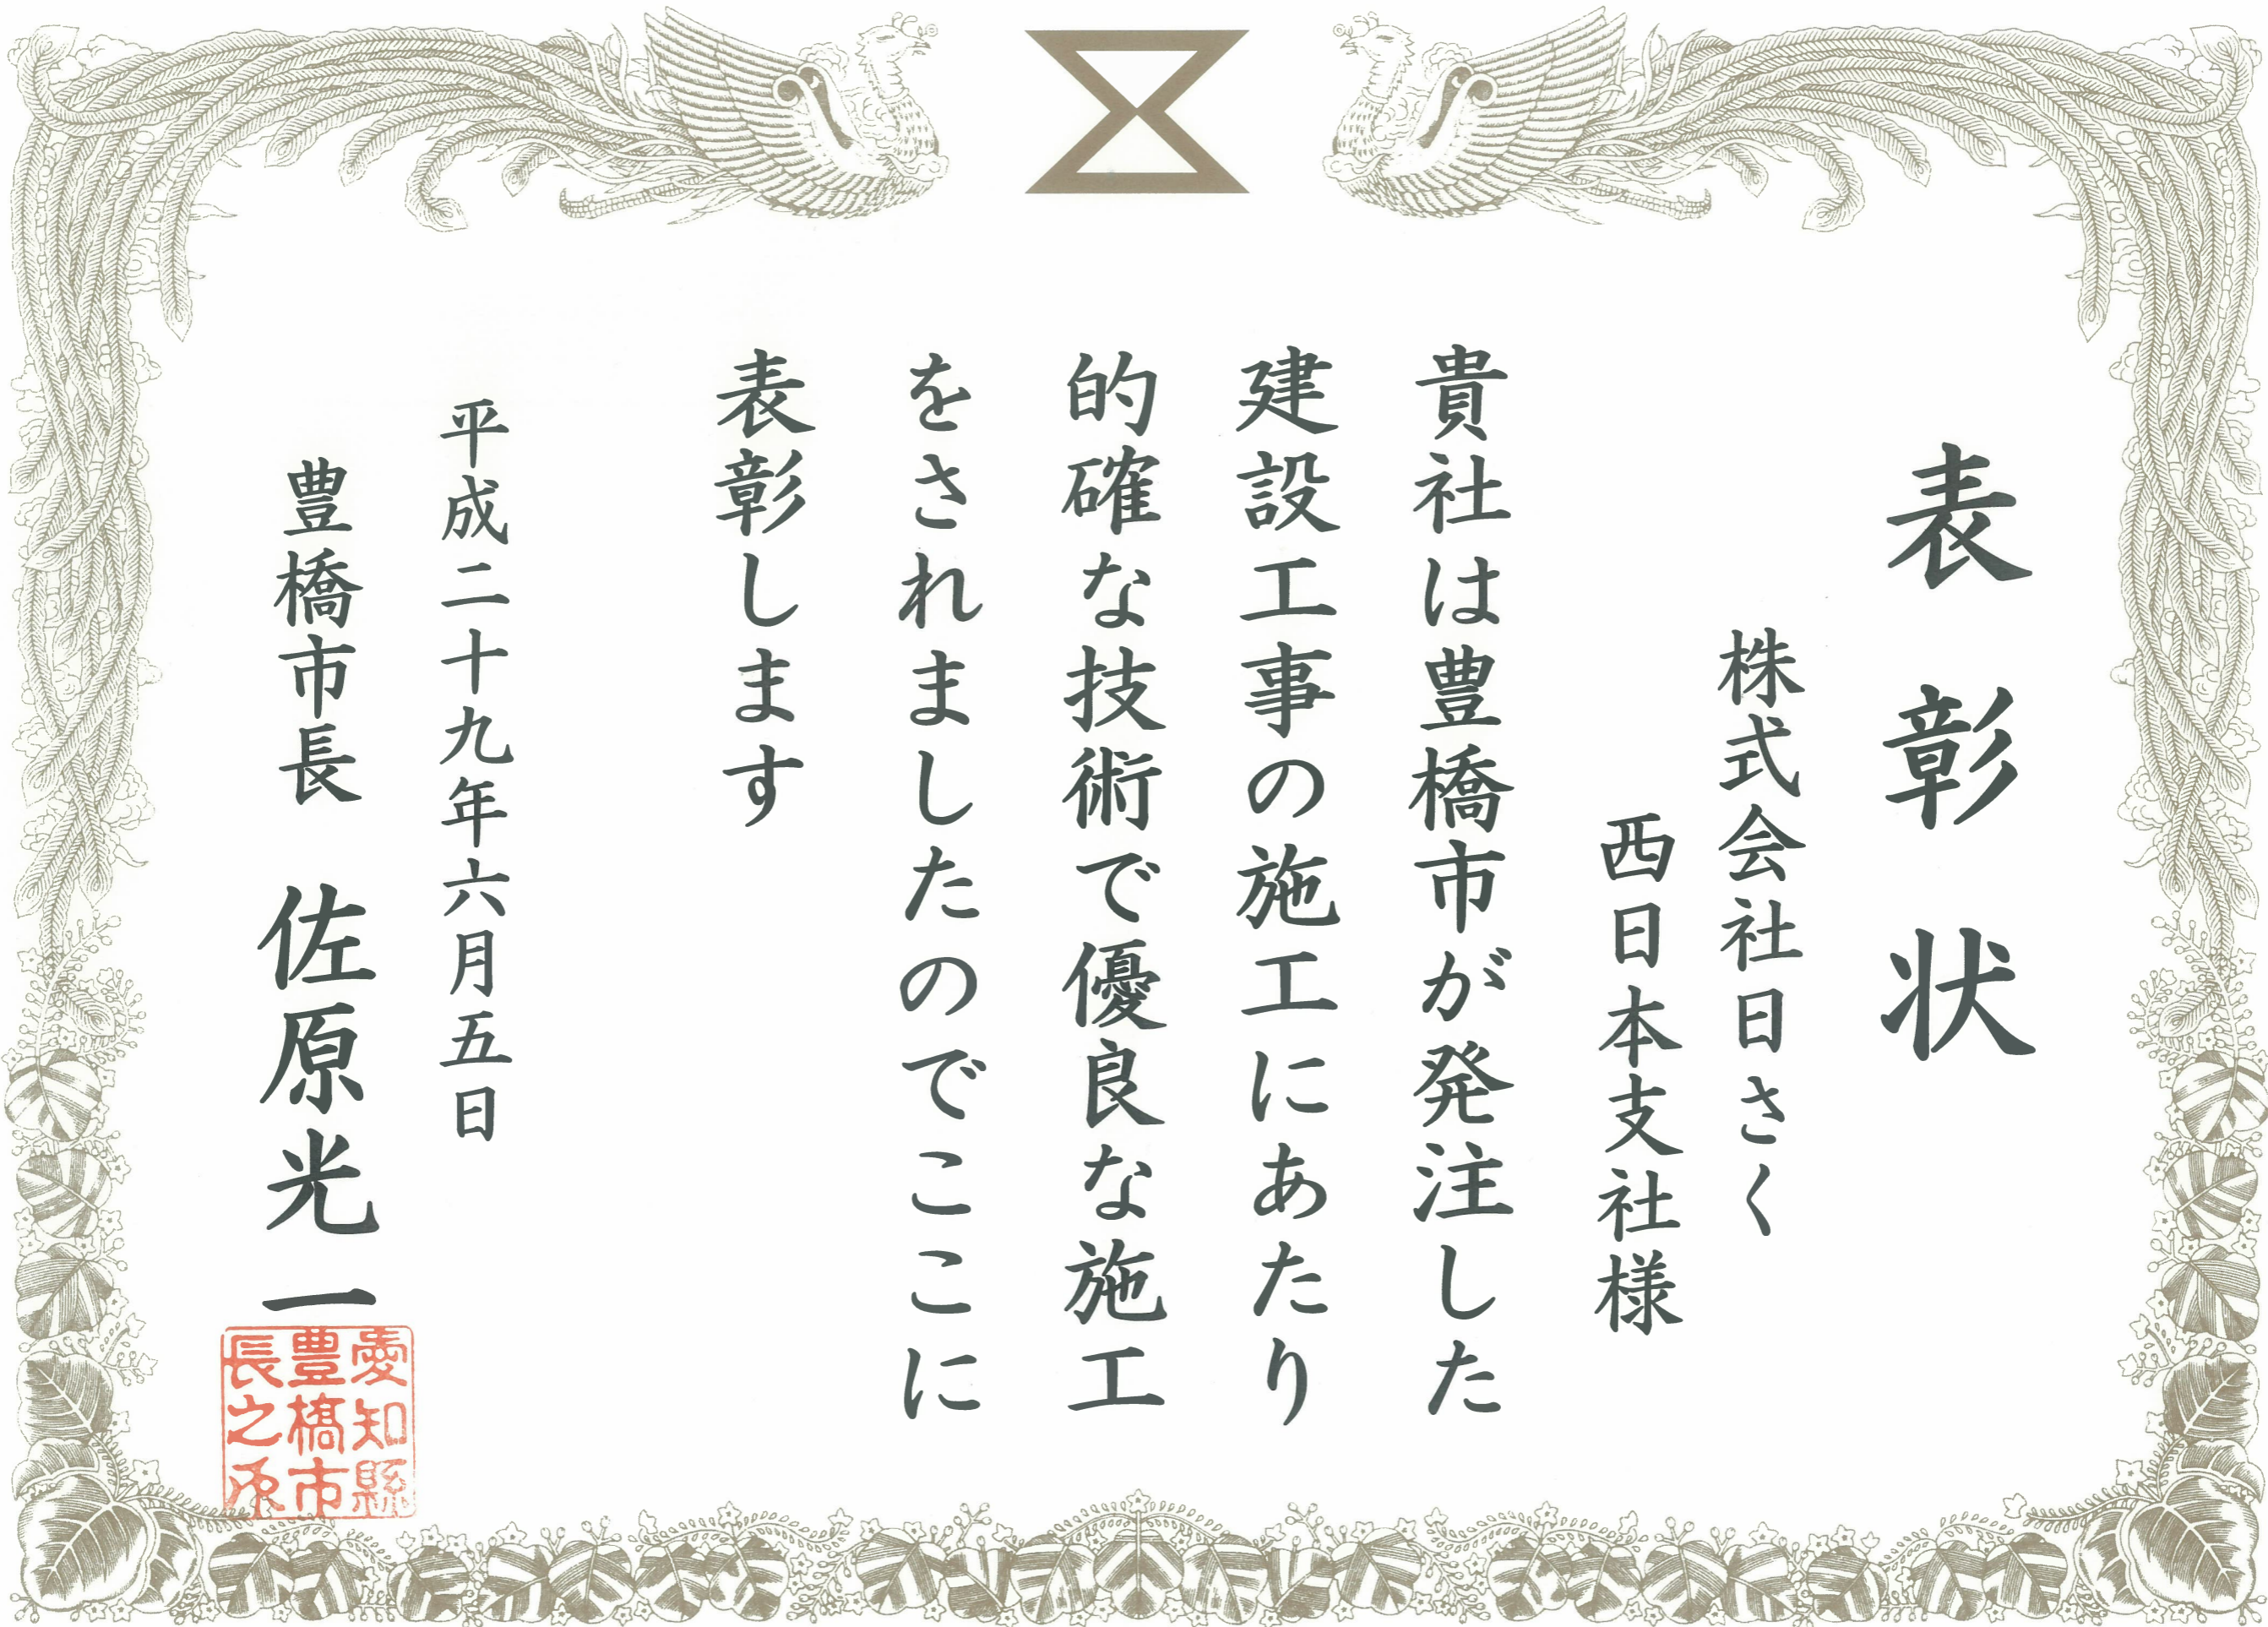 表彰状
株式会社日さく
西日本支社様
貴社は豊橋市が発注した
建設工事の施工にあたり
的確な技術で優良な施工
をされましたのでここに
表彰します
平成二十九年六月五日
豊橋市長 佐原光一
愛知縣
豊橋市
長之印